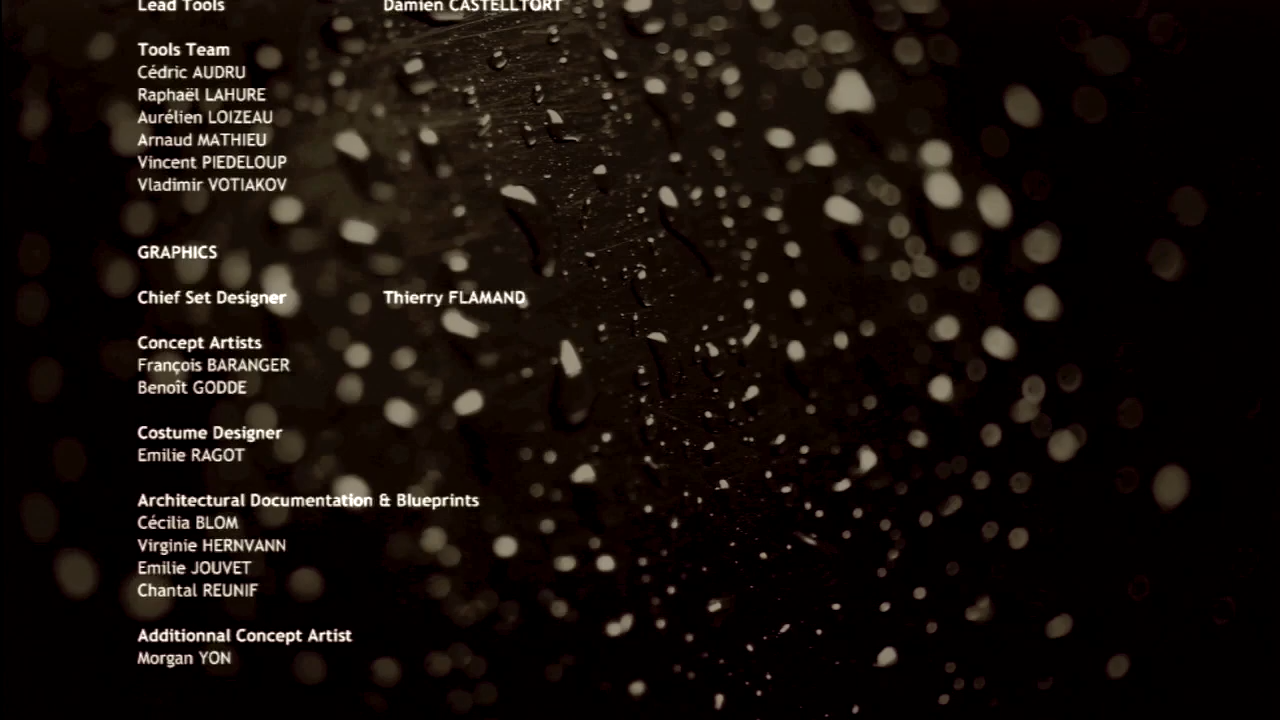 Lead Tools Damien CASTELLTORT
Tools Team
Cédric AUDRU
Raphaël LAHURE
Aurélien LOIZEAU
Arnaud MATHIEU
Vincent PIEDELOUP
Vladimir VOTIAKOV
GRAPHICS
Chief Set Designer Thierry FLAMAND
Concept Artists
François BARANGER
Benoît GODDE
Costume Designer
Emilie RAGOT
Architectural Documentation & Blueprints
Cécilia BLOM
Virginie HERNVANN
Emilie JOUVET
Chantal REUNIF
Additionnal Concept Artist
Morgan YON